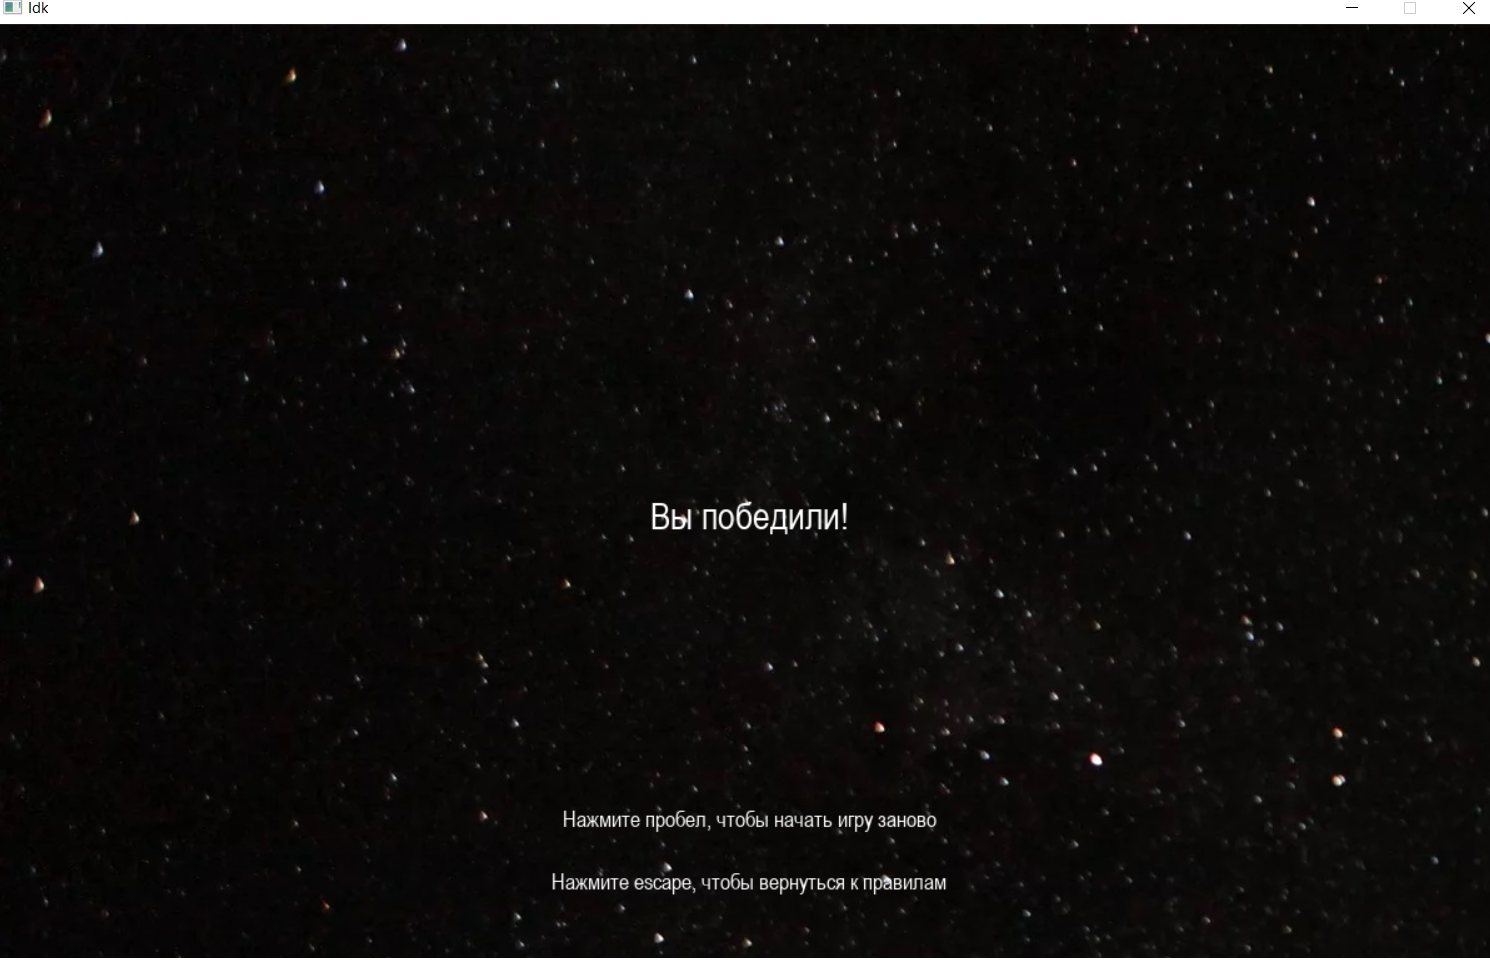 Idk
Вы победили!
Нажмите пробел, чтобы начать игру заново
Нажмите escape, чтобы вернуться к правилам